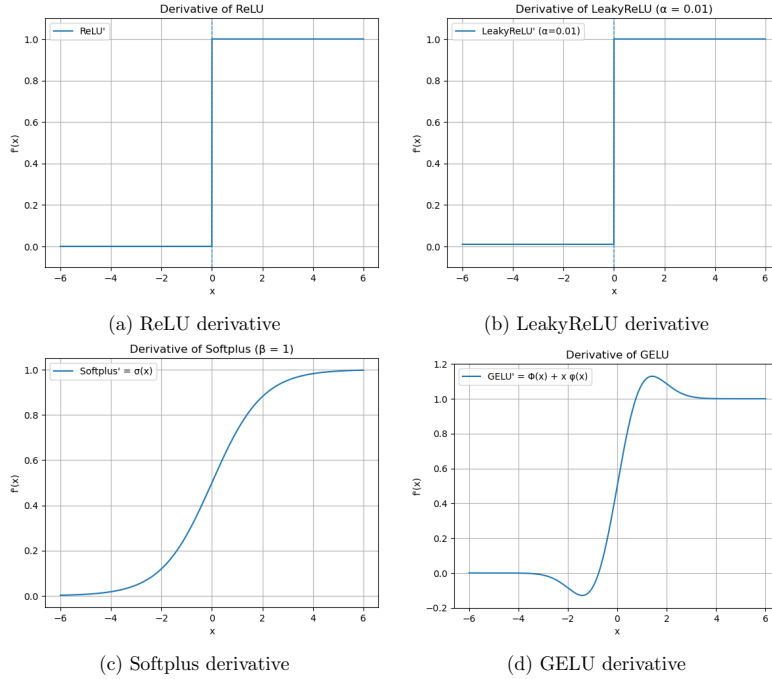 Derivative of ReLU
ReLU'
1.0
0.8
0.6
0.4
0.2
0.0
f'(x)
−6 −4 −2 0 2 4 6
x
(a) ReLU derivative
Derivative of LeakyReLU (α = 0.01)
LeakyReLU' (α=0.01)
1.0
0.8
0.6
0.4
0.2
0.0
f'(x)
−6 −4 −2 0 2 4 6
x
(b) LeakyReLU derivative
Derivative of Softplus (β = 1)
Softplus' = σ(x)
1.0
0.8
0.6
0.4
0.2
0.0
f'(x)
−6 −4 −2 0 2 4 6
x
(c) Softplus derivative
Derivative of GELU
GELU' = Φ(x) + x φ(x)
1.2
1.0
0.8
0.6
0.4
0.2
0.0
−0.2
f'(x)
−6 −4 −2 0 2 4 6
x
(d) GELU derivative